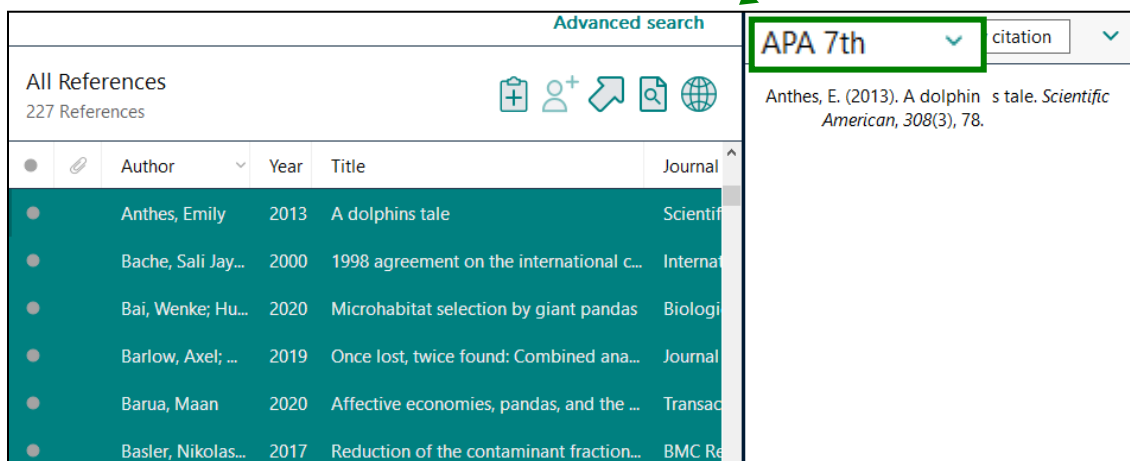 Advanced search
All References
227 References
Author Year Title Journal
Anthes, Emily 2013 A dolphins tale Scientif
Bache, Sali Jay... 2000 1998 agreement on the international c... Internat
Bai, Wenke; Hu... 2020 Microhabitat selection by giant pandas Biologi
Barlow, Axel; ... 2019 Once lost, twice found: Combined ana... Journal
Barua, Maan 2020 Affective economies, pandas, and the ... Transac
Basler, Nikolas... 2017 Reduction of the contaminant fraction... BMC Re
APA 7th citation
Anthes, E. (2013). A dolphin s tale. Scientific
American, 308(3), 78.